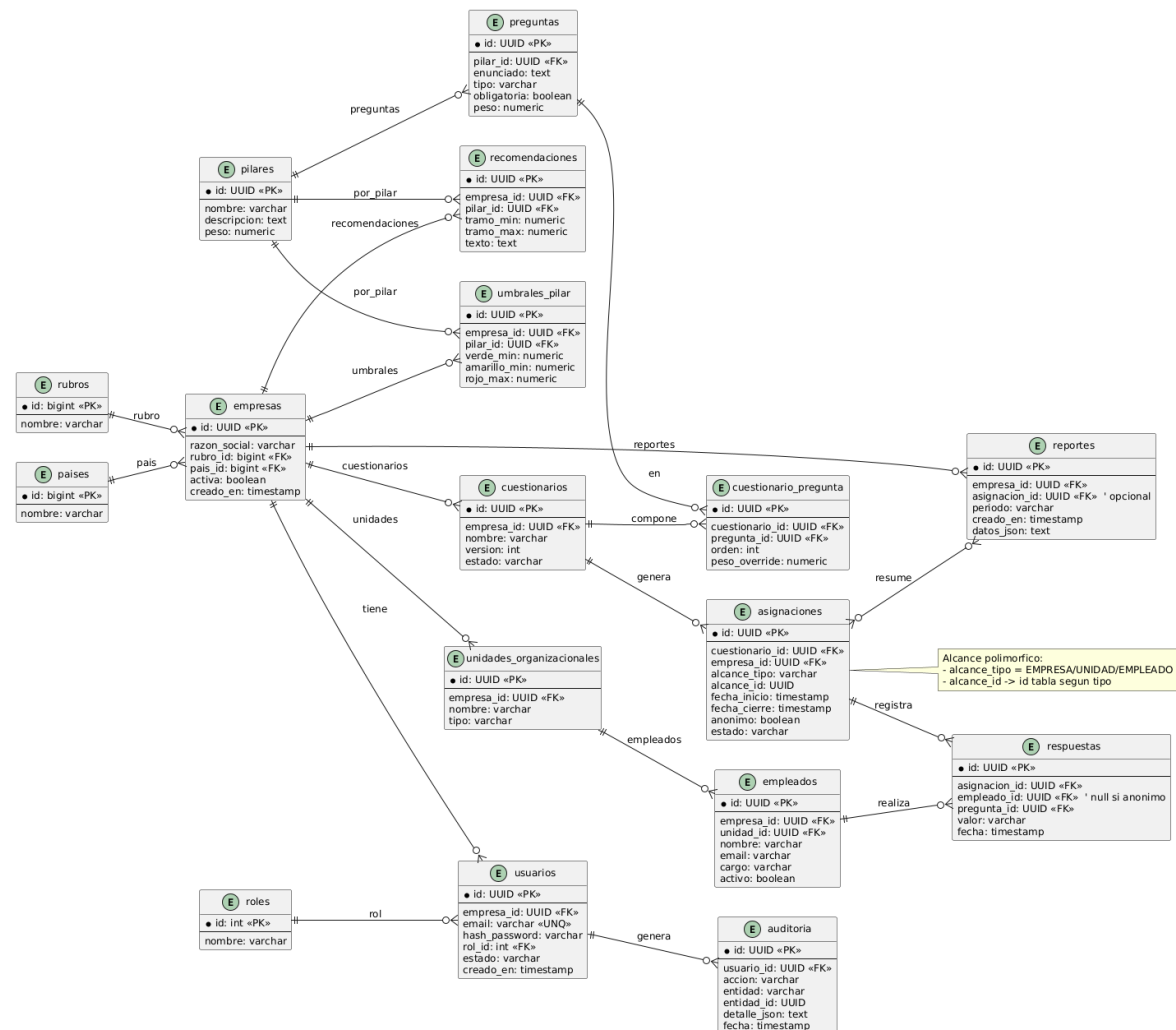 E preguntas
id: UUID «PK»
pilar_id: UUID «FK»
enunciado: text
tipo: varchar
obligatoria: boolean
peso: numeric
preguntas
E pilares
id: UUID «PK»
nombre: varchar
descripcion: text
peso: numeric
por_pilar
recomendaciones
por_pilar
E recomendaciones
id: UUID «PK»
empresa_id: UUID «FK»
pilar_id: UUID «FK»
tramo_min: numeric
tramo_max: numeric
texto: text
E umbrales_pilar
id: UUID «PK»
empresa_id: UUID «FK»
pilar_id: UUID «FK»
verde_min: numeric
amarillo_min: numeric
rojo_max: numeric
umbrales
E rubros
id: bigint «PK»
nombre: varchar
rubro
E paises
id: bigint «PK»
nombre: varchar
pais
E empresas
id: UUID «PK»
razon_social: varchar
rubro_id: bigint «FK»
pais_id: bigint «FK»
activa: boolean
creado_en: timestamp
reportes
cuestionarios
unidades
tiene
E cuestionarios
id: UUID «PK»
empresa_id: UUID «FK»
nombre: varchar
version: int
estado: varchar
en
compone
genera
E cuestionario_pregunta
id: UUID «PK»
cuestionario_id: UUID «FK»
pregunta_id: UUID «FK»
orden: int
peso_override: numeric
E reportes
id: UUID «PK»
empresa_id: UUID «FK»
asignacion_id: UUID «FK» ' opcional
periodo: varchar
creado_en: timestamp
datos_json: text
resume
E asignaciones
id: UUID «PK»
cuestionario_id: UUID «FK»
empresa_id: UUID «FK»
alcance_tipo: varchar
alcance_id: UUID
fecha_inicio: timestamp
fecha_cierre: timestamp
anonimo: boolean
estado: varchar
Alcance polimorfico:
- alcance_tipo = EMPRESA/UNIDAD/EMPLEADO
- alcance_id -> id tabla segun tipo
registra
E unidades_organizacionales
id: UUID «PK»
empresa_id: UUID «FK»
nombre: varchar
tipo: varchar
empleados
E respuestas
id: UUID «PK»
asignacion_id: UUID «FK»
empleado_id: UUID «FK» ' null si anonimo
pregunta_id: UUID «FK»
valor: varchar
fecha: timestamp
E empleados
id: UUID «PK»
empresa_id: UUID «FK»
unidad_id: UUID «FK»
nombre: varchar
email: varchar
cargo: varchar
activo: boolean
realiza
E roles
id: int «PK»
nombre: varchar
rol
E usuarios
id: UUID «PK»
empresa_id: UUID «FK»
email: varchar «UNQ»
hash_password: varchar
rol_id: int «FK»
estado: varchar
creado_en: timestamp
genera
E auditoria
id: UUID «PK»
usuario_id: UUID «FK»
accion: varchar
entidad: varchar
entidad_id: UUID
detalle_json: text
fecha: timestamp